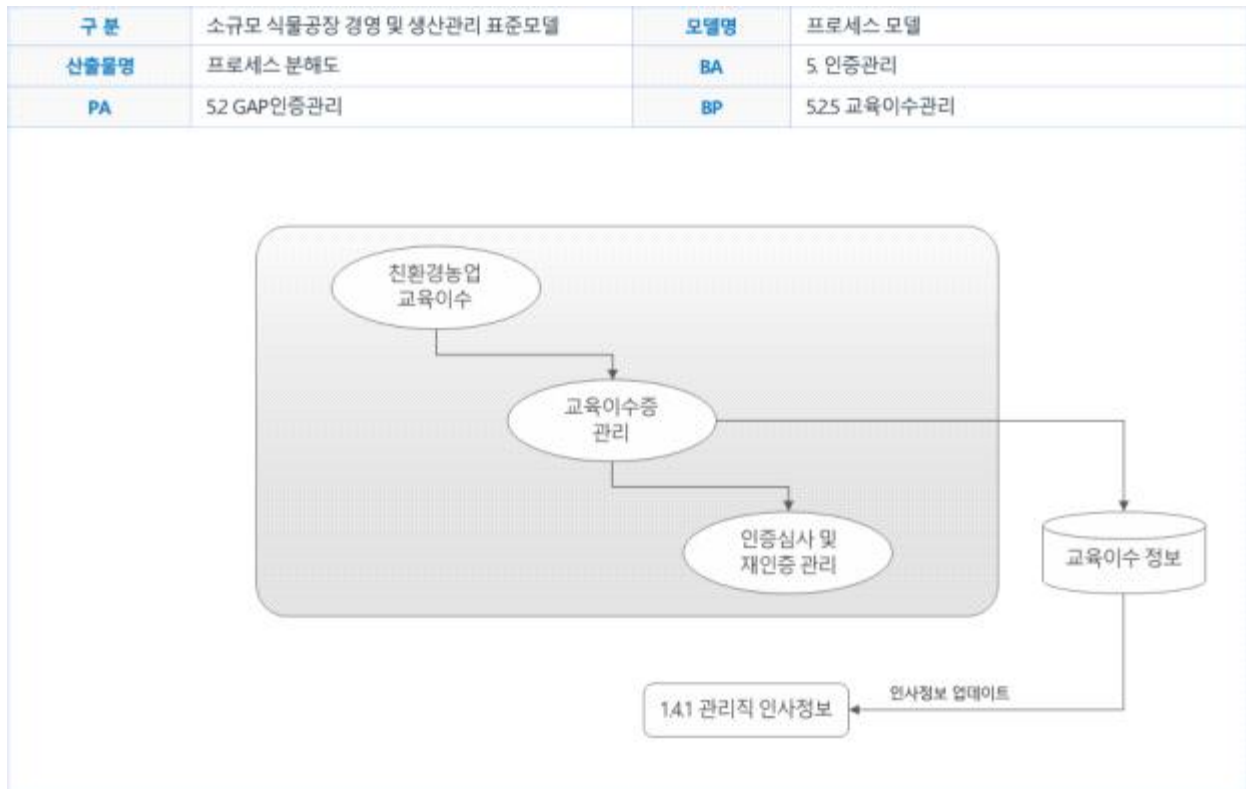 구 분 소규모 식물공장 경영 및 생산관리 표준모델 모델명 프로세스 모델
산출물명 프로세스 분해도 BA 5. 인증관리
PA 5.2 GAP인증관리 BP 5.2.5 교육이수관리
친환경농업
교육이수
교육이수증
관리
인증심사 및
재인증 관리
교육이수 정보
인사정보 업데이트
1.4.1 관리직 인사정보